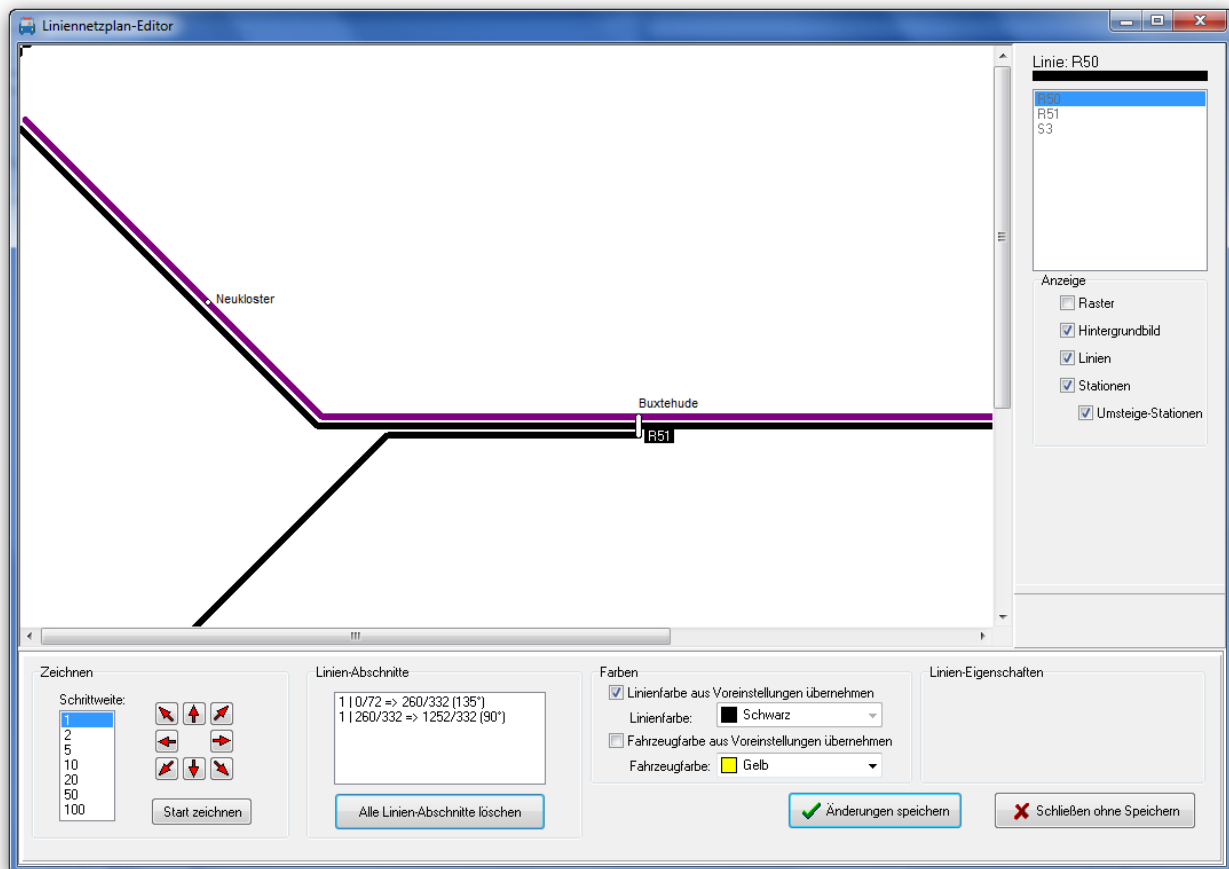 Liniennetzplan-Editor
Linie: R50
R50
R51
S3
Neukloster
Buxtehude
R51
Anzeige
Raster
Hintergrundbild
Linien
Stationen
Umsteige-Stationen
Zeichnen
Schrittweite:
1
2
5
10
20
50
100
Start zeichnen
Linien-Abschnitte
1 | 0/72 => 260/332 (135°)
1 | 260/332 => 1252/332 (90°)
Alle Linien-Abschnitte löschen
Farben
Linienfarbe aus Voreinstellungen übernehmen
Linienfarbe: Schwarz
Fahrzeugfarbe aus Voreinstellungen übernehmen
Fahrzeugfarbe: Gelb
Linien-Eigenschaften
Änderungen speichern
Schließen ohne Speichern